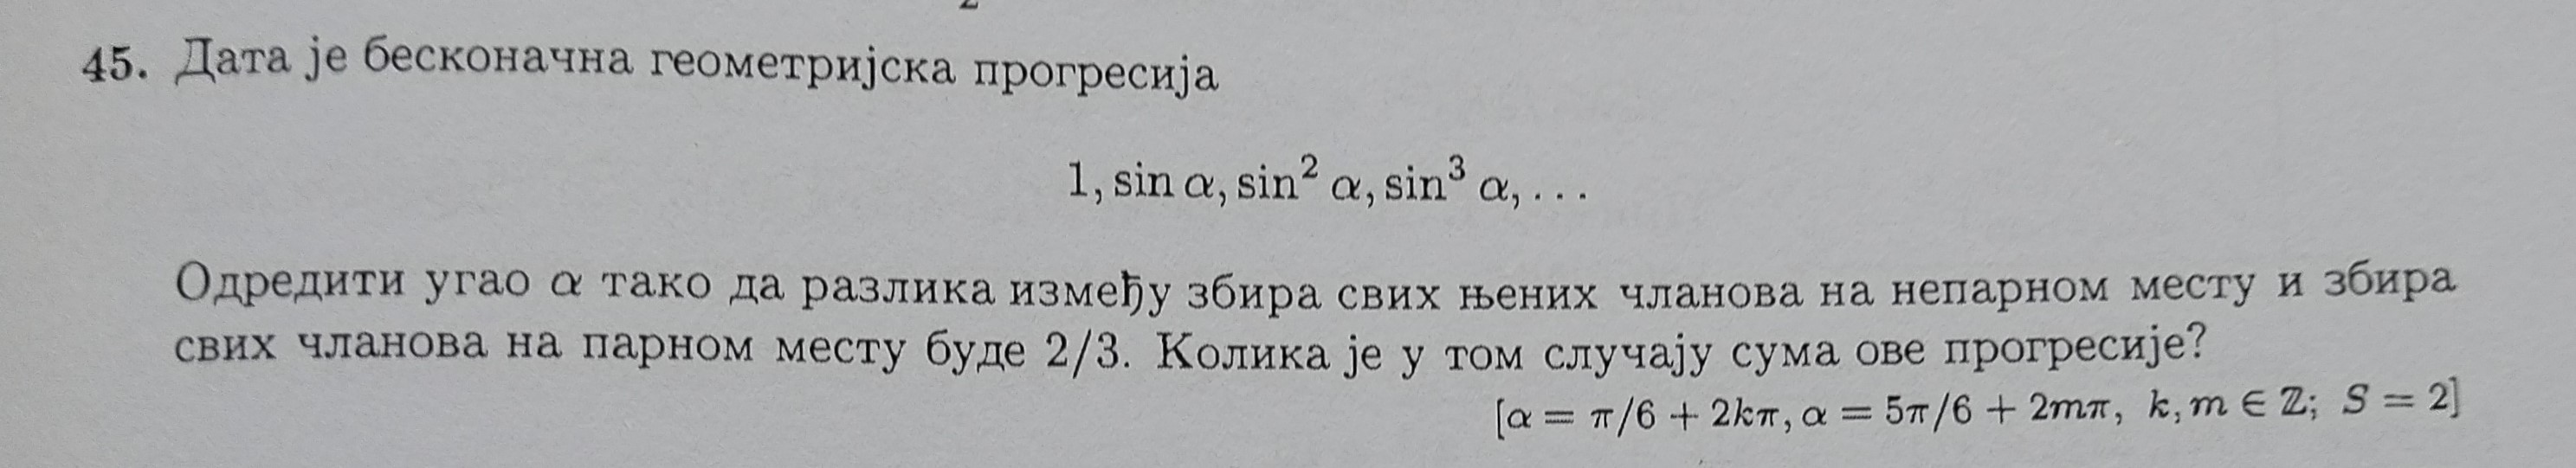 45. Дата је бесконачна геометријска прогресија
1, sin α, sin² α, sin³ α, . . .
Одредити угао α тако да разлика између збира свих њених чланова на непарном месту и збира
свих чланова на парном месту буде 2/3. Колика је у том случају сума ове прогресије?
[α = π/6 + 2kπ, α = 5π/6 + 2mπ, k, m ∈ ℤ; S = 2]